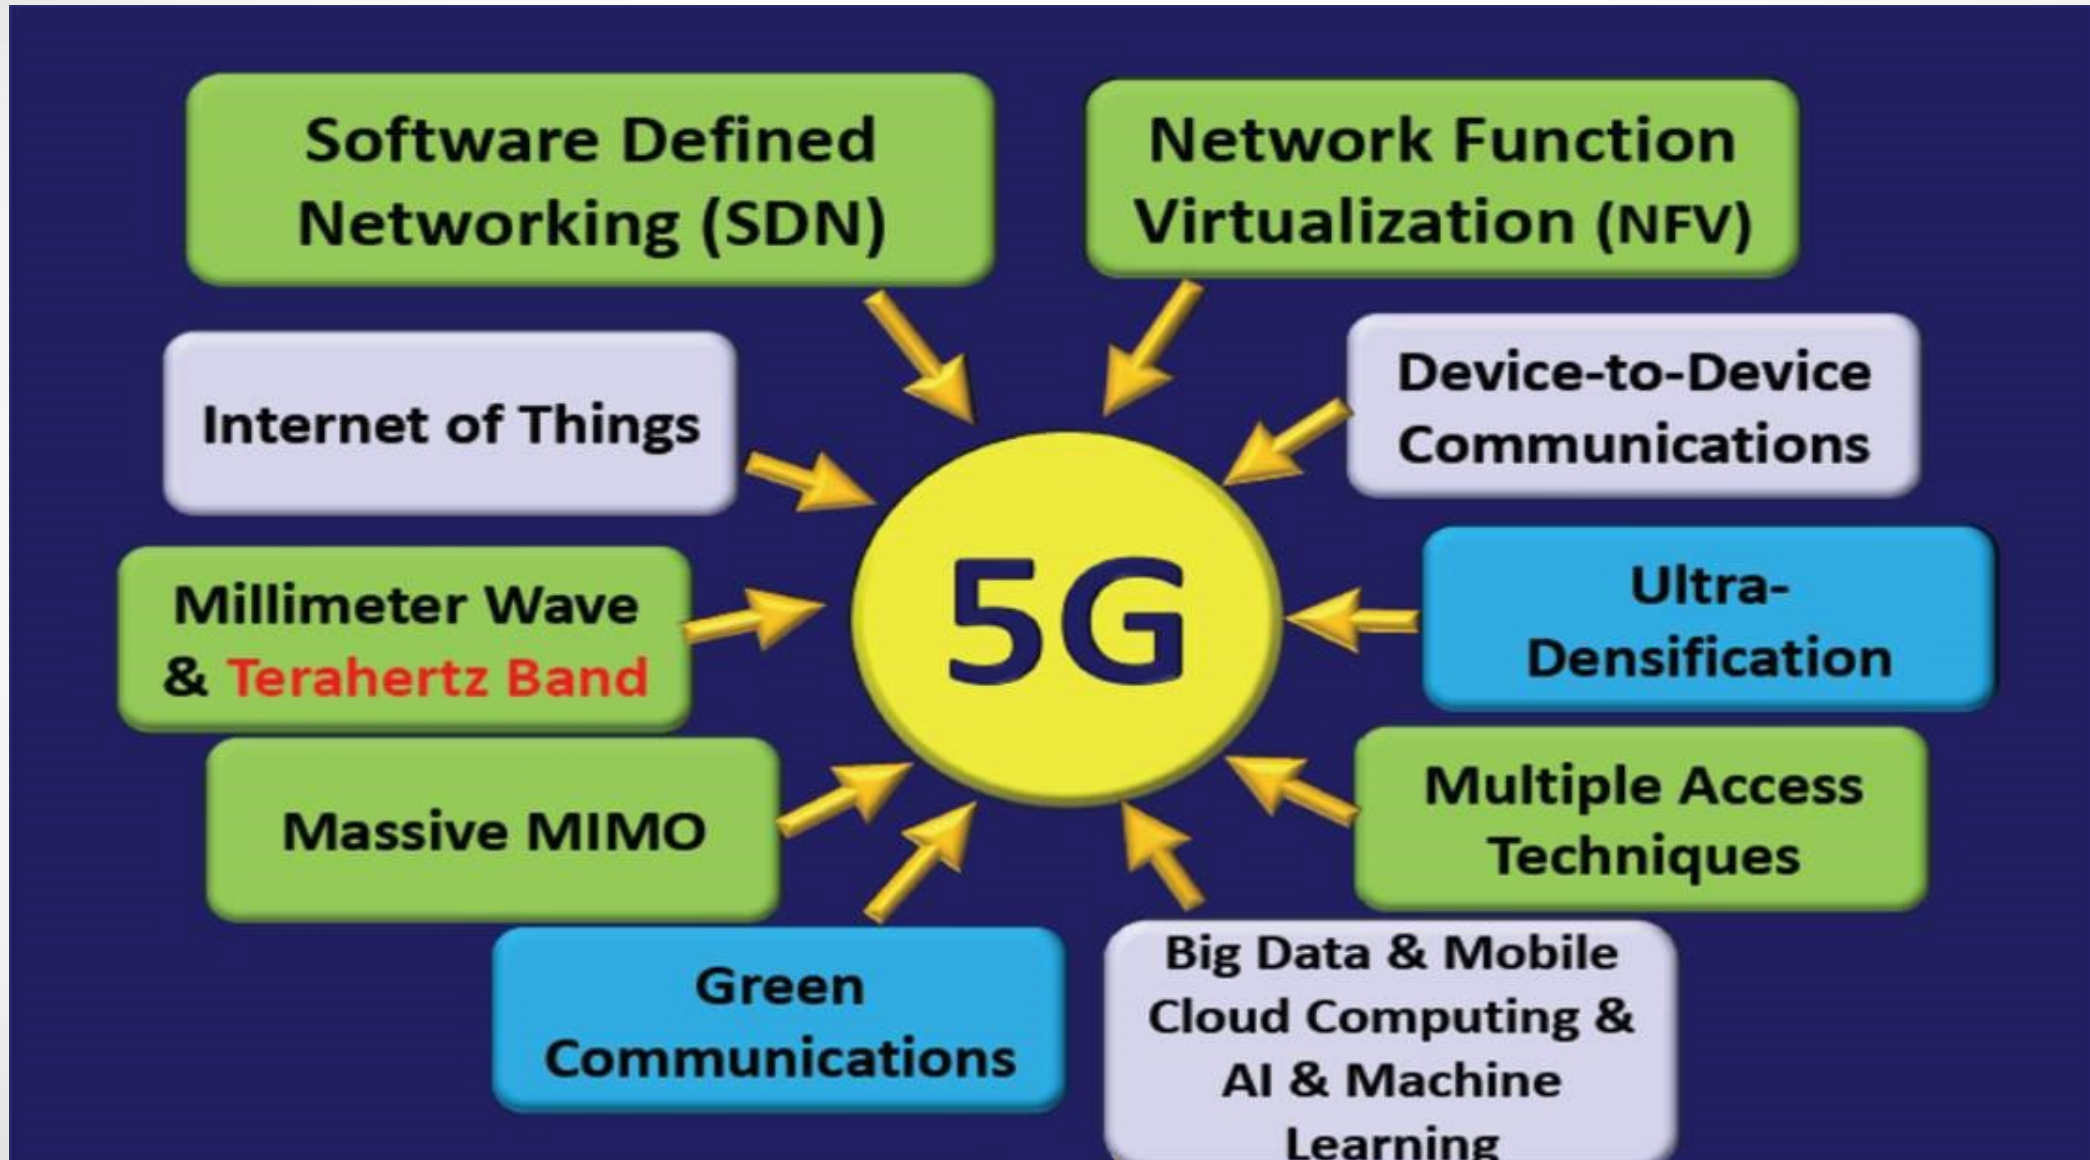 Software Defined
Networking (SDN)
Network Function
Virtualization (NFV)
Internet of Things
Device-to-Device
Communications
Millimeter Wave
& Terahertz Band
5G
Ultra-
Densification
Massive MIMO
Multiple Access
Techniques
Green
Communications
Big Data & Mobile
Cloud Computing &
AI & Machine
Learning